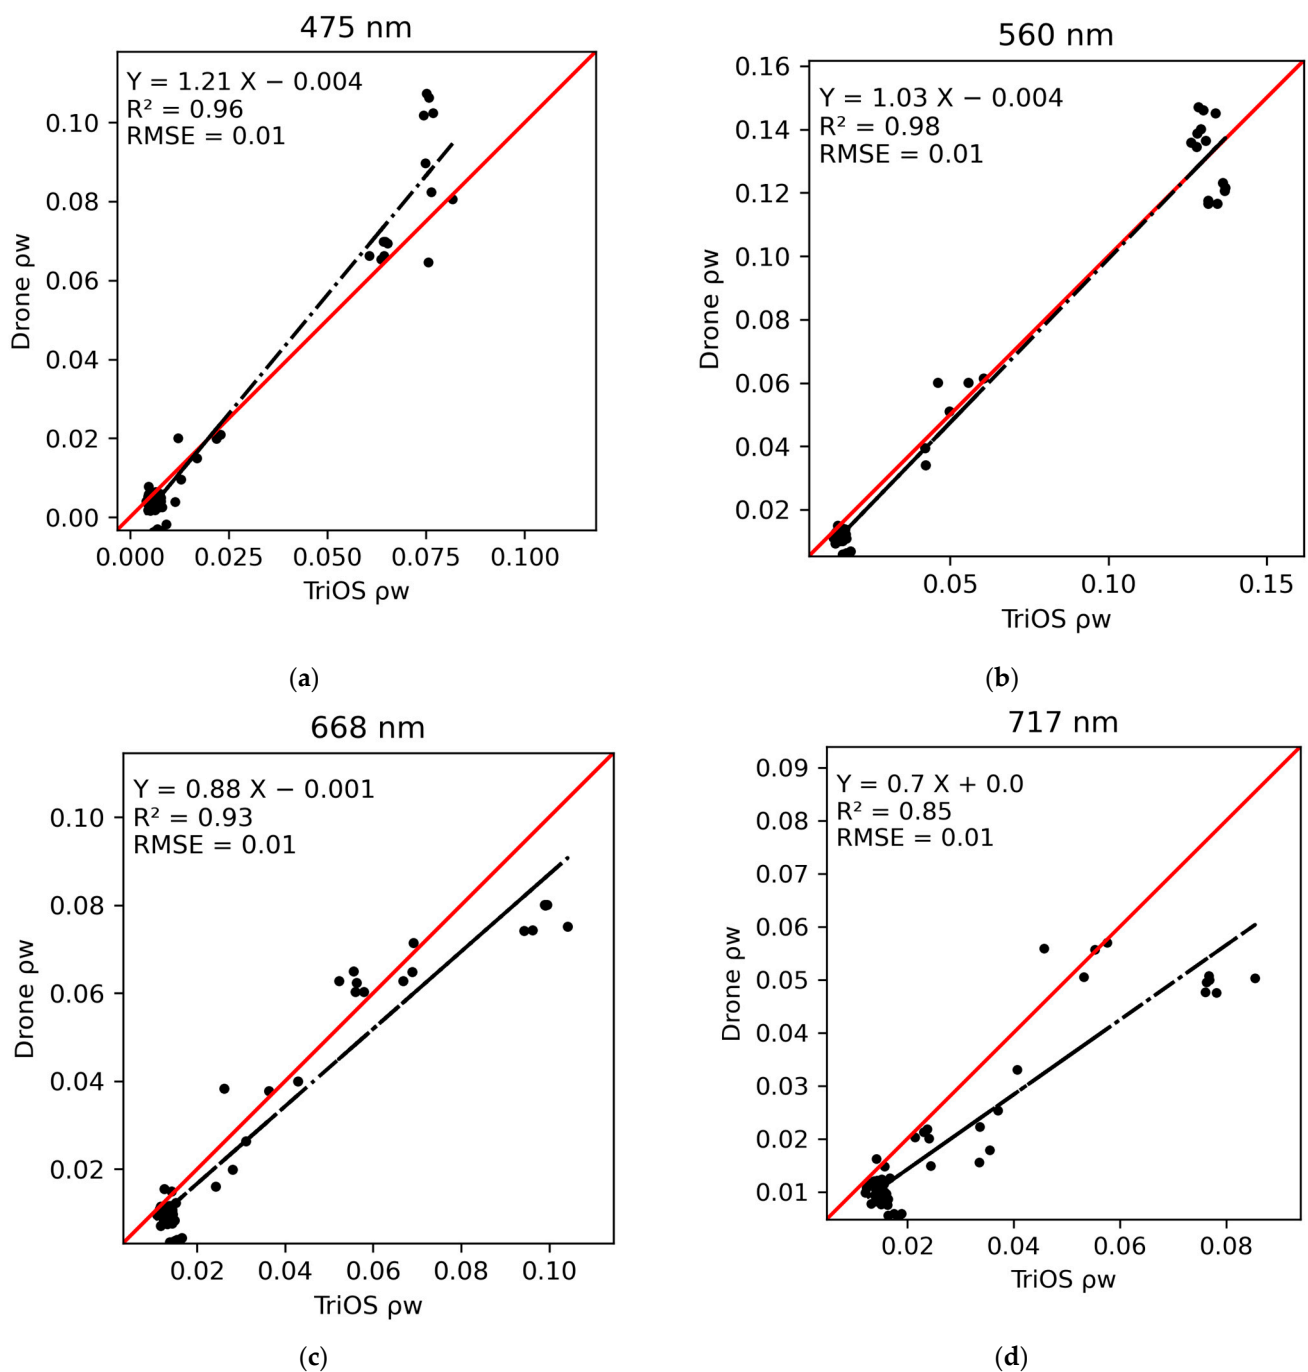 475 nm
Y = 1.21 X − 0.004
R² = 0.96
RMSE = 0.01
0.10
0.08
0.06
0.04
0.02
0.00
Drone ρw
0.000 0.025 0.050 0.075 0.100
TriOS ρw
(a)
560 nm
Y = 1.03 X − 0.004
R² = 0.98
RMSE = 0.01
0.16
0.14
0.12
0.10
0.08
0.06
0.04
0.02
Drone ρw
0.05 0.10 0.15
TriOS ρw
(b)
668 nm
Y = 0.88 X − 0.001
R² = 0.93
RMSE = 0.01
0.10
0.08
0.06
0.04
0.02
Drone ρw
0.02 0.04 0.06 0.08 0.10
TriOS ρw
(c)
717 nm
Y = 0.7 X + 0.0
R² = 0.85
RMSE = 0.01
0.09
0.08
0.07
0.06
0.05
0.04
0.03
0.02
0.01
Drone ρw
0.02 0.04 0.06 0.08
TriOS ρw
(d)